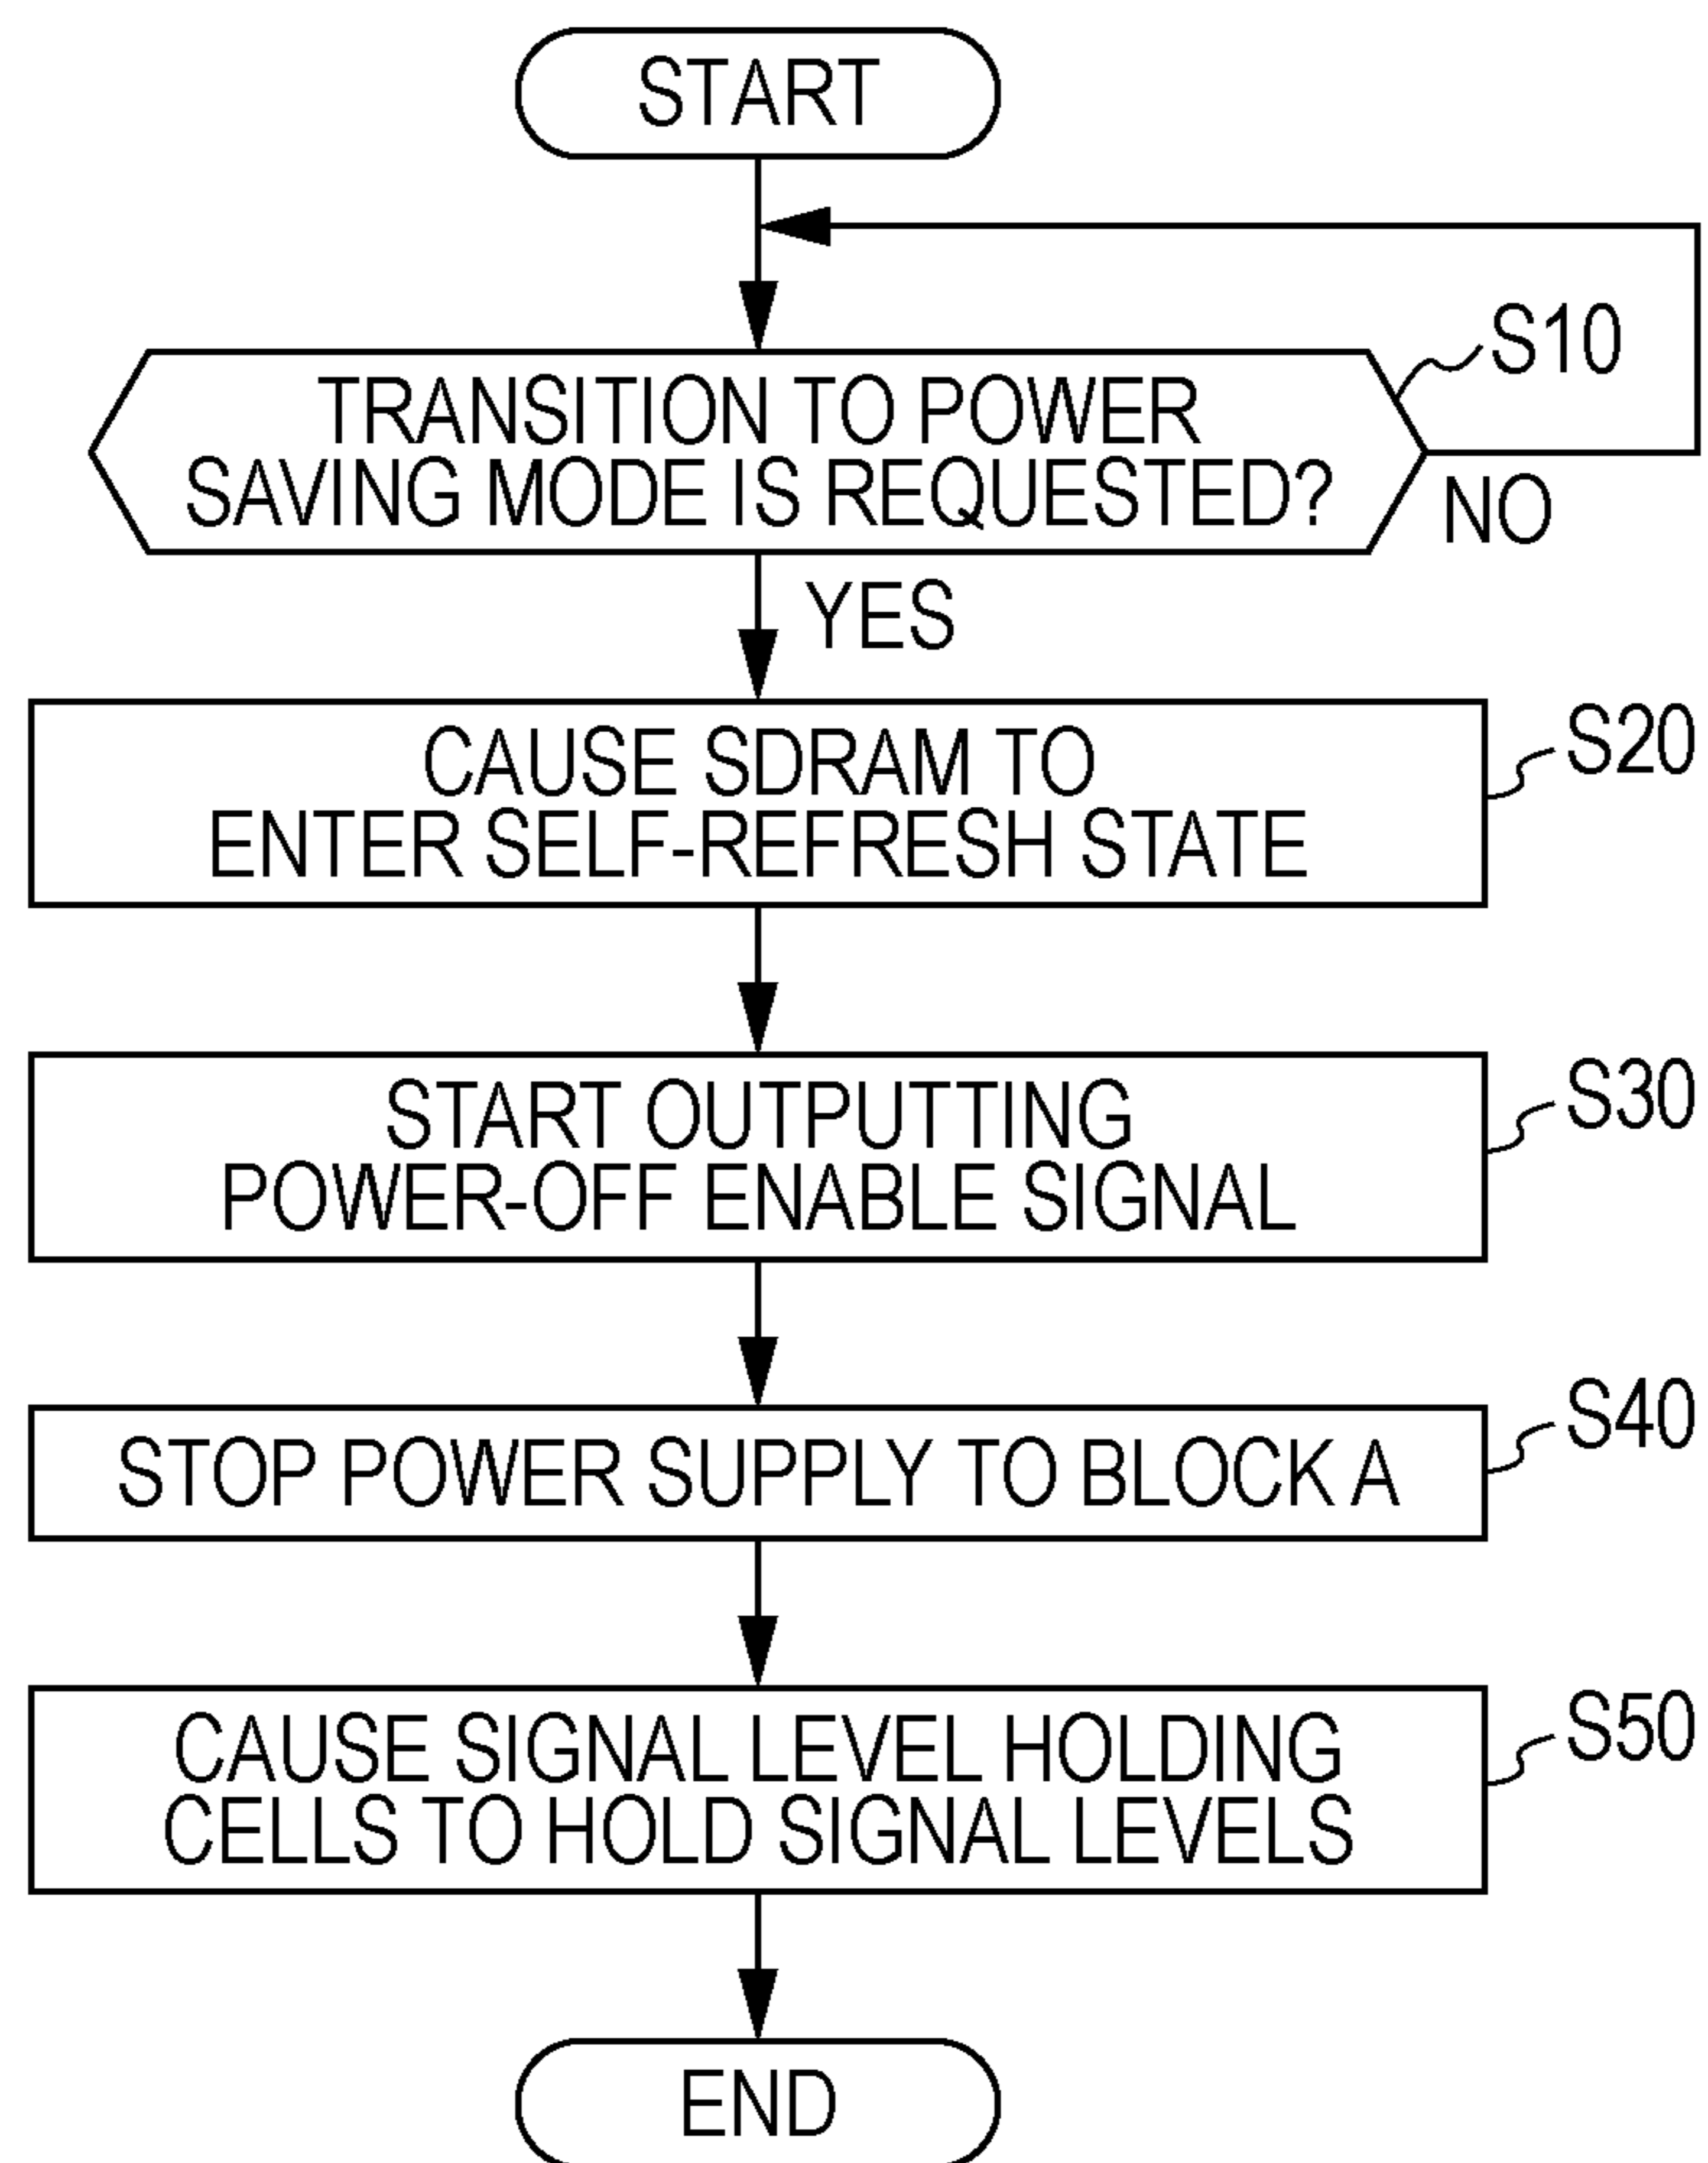 START
S10
TRANSITION TO POWER
SAVING MODE IS REQUESTED?
NO
YES
S20
CAUSE SDRAM TO
ENTER SELF-REFRESH STATE
S30
START OUTPUTTING
POWER-OFF ENABLE SIGNAL
S40
STOP POWER SUPPLY TO BLOCK A
S50
CAUSE SIGNAL LEVEL HOLDING
CELLS TO HOLD SIGNAL LEVELS
END